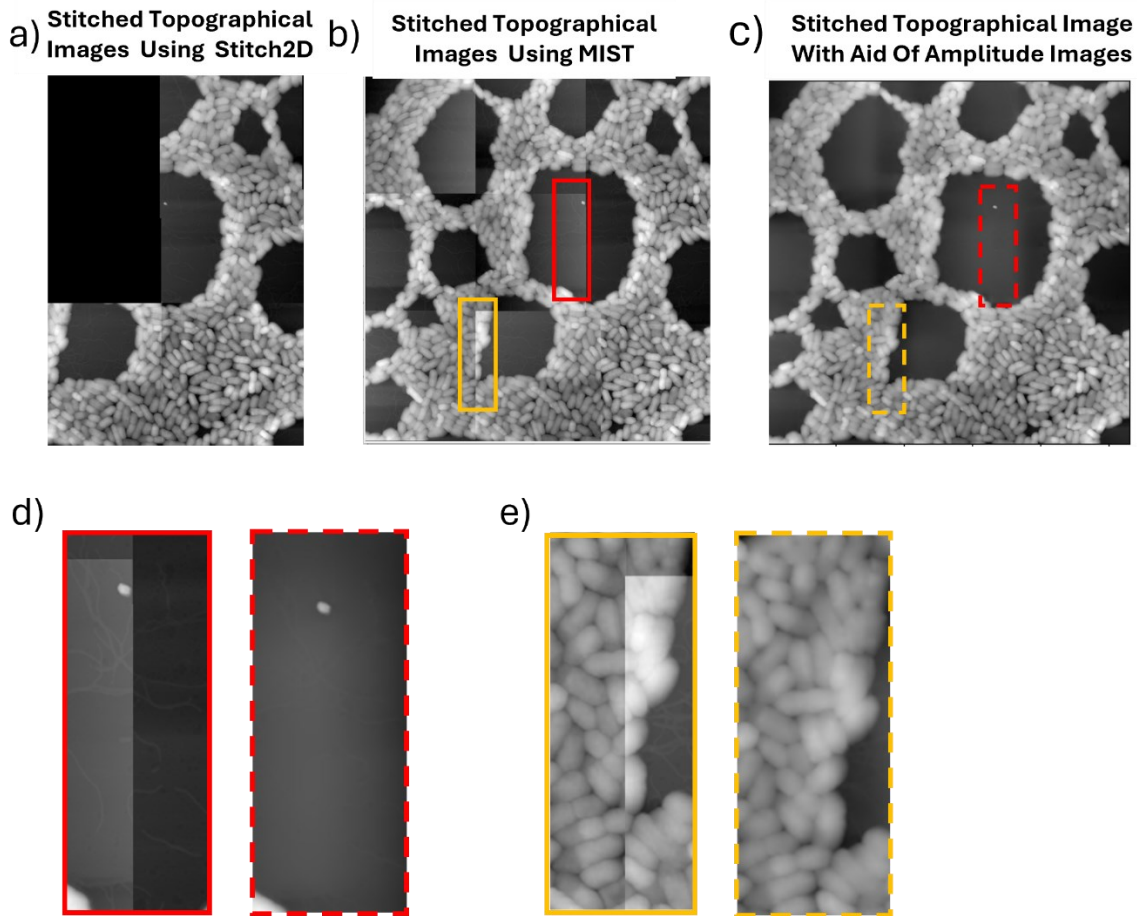 a)
Stitched Topographical
Images Using Stitch2D
b)
Stitched Topographical
Images Using MIST
c)
Stitched Topographical Image
With Aid Of Amplitude Images
d)
e)